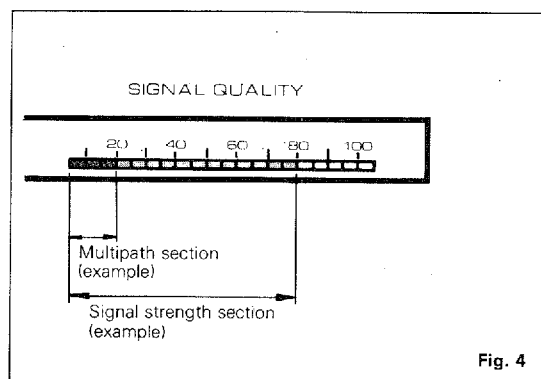 SIGNAL QUALITY
20 40 60 80 100
Multipath section
(example)
Signal strength section
(example)
Fig. 4